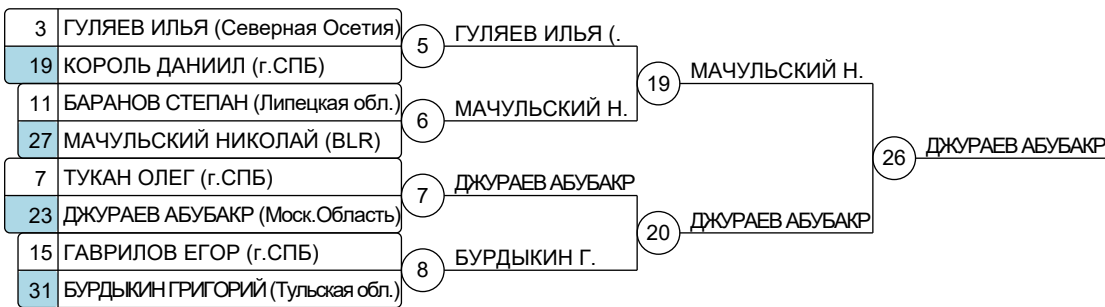 3 ГУЛЯЕВ ИЛЬЯ (Северная Осетия)
19 КОРОЛЬ ДАНИИЛ (г.СПБ)
11 БАРАНОВ СТЕПАН (Липецкая обл.)
27 МАЧУЛЬСКИЙ НИКОЛАЙ (BLR)
7 ТУКАН ОЛЕГ (г.СПБ)
23 ДЖУРАЕВ АБУБАКР (Моск.Область)
15 ГАВРИЛОВ ЕГОР (г.СПБ)
31 БУРДЫКИН ГРИГОРИЙ (Тульская обл.)
5 ГУЛЯЕВ ИЛЬЯ (.
6 МАЧУЛЬСКИЙ Н.
7 ДЖУРАЕВ АБУБАКР
8 БУРДЫКИН Г.
19 МАЧУЛЬСКИЙ Н.
20 ДЖУРАЕВ АБУБАКР
26 ДЖУРАЕВ АБУБАКР